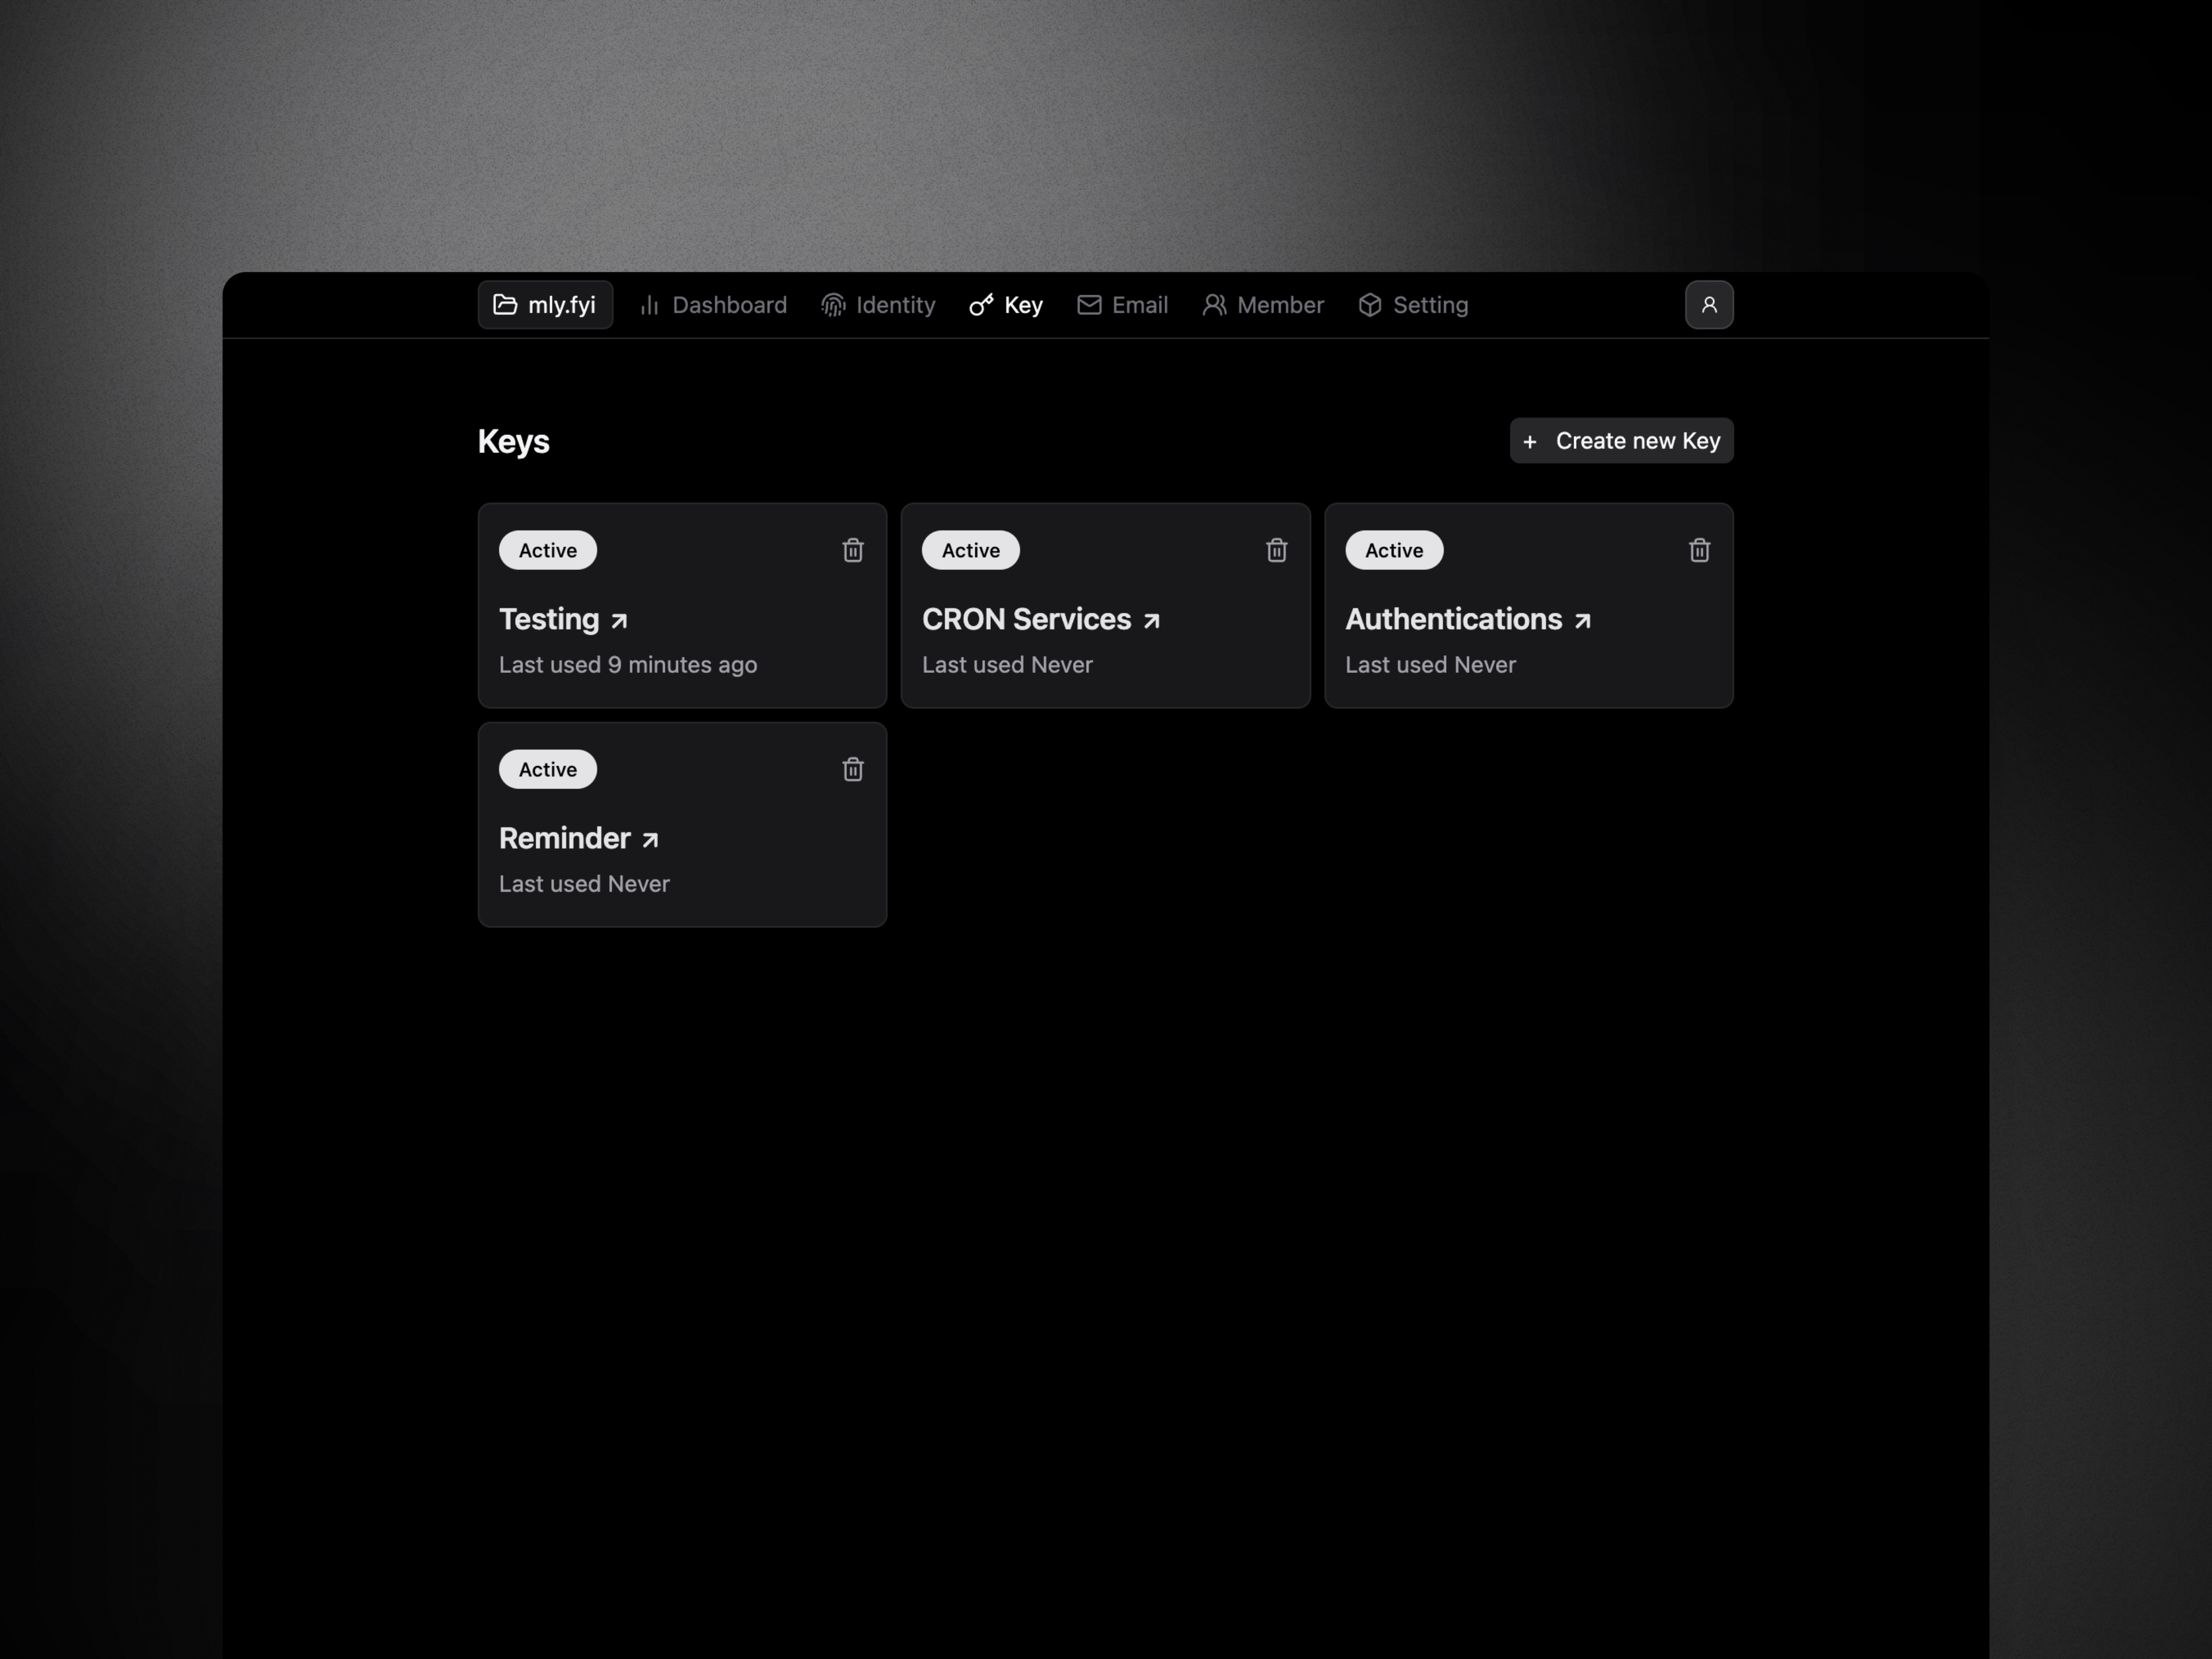 mly.fyi Dashboard Identity Key Email Member Setting
Keys
+ Create new Key
Active
Testing
Last used 9 minutes ago
Active
CRON Services
Last used Never
Active
Authentications
Last used Never
Active
Reminder
Last used Never